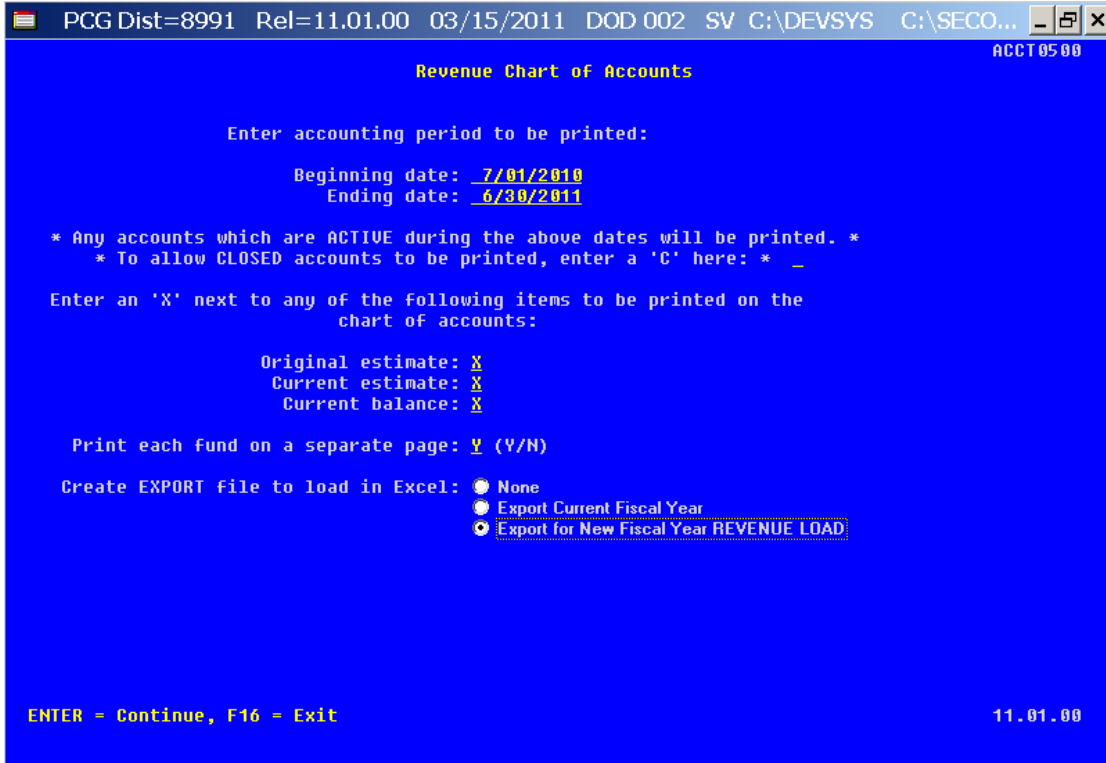 PCG Dist=8991 Rel=11.01.00 03/15/2011 DOD 002 SV C:\DEVSYS C:\SECO...
ACCT0500
Revenue Chart of Accounts
Enter accounting period to be printed:
Beginning date: 7/01/2010
Ending date: 6/30/2011
* Any accounts which are ACTIVE during the above dates will be printed. *
* To allow CLOSED accounts to be printed, enter a 'C' here: * _
Enter an 'X' next to any of the following items to be printed on the
chart of accounts:
Original estimate: X
Current estimate: X
Current balance: X
Print each fund on a separate page: Y (Y/N)
Create EXPORT file to load in Excel: None
Export Current Fiscal Year
Export for New Fiscal Year REVENUE LOAD
ENTER = Continue, F16 = Exit 11.01.00